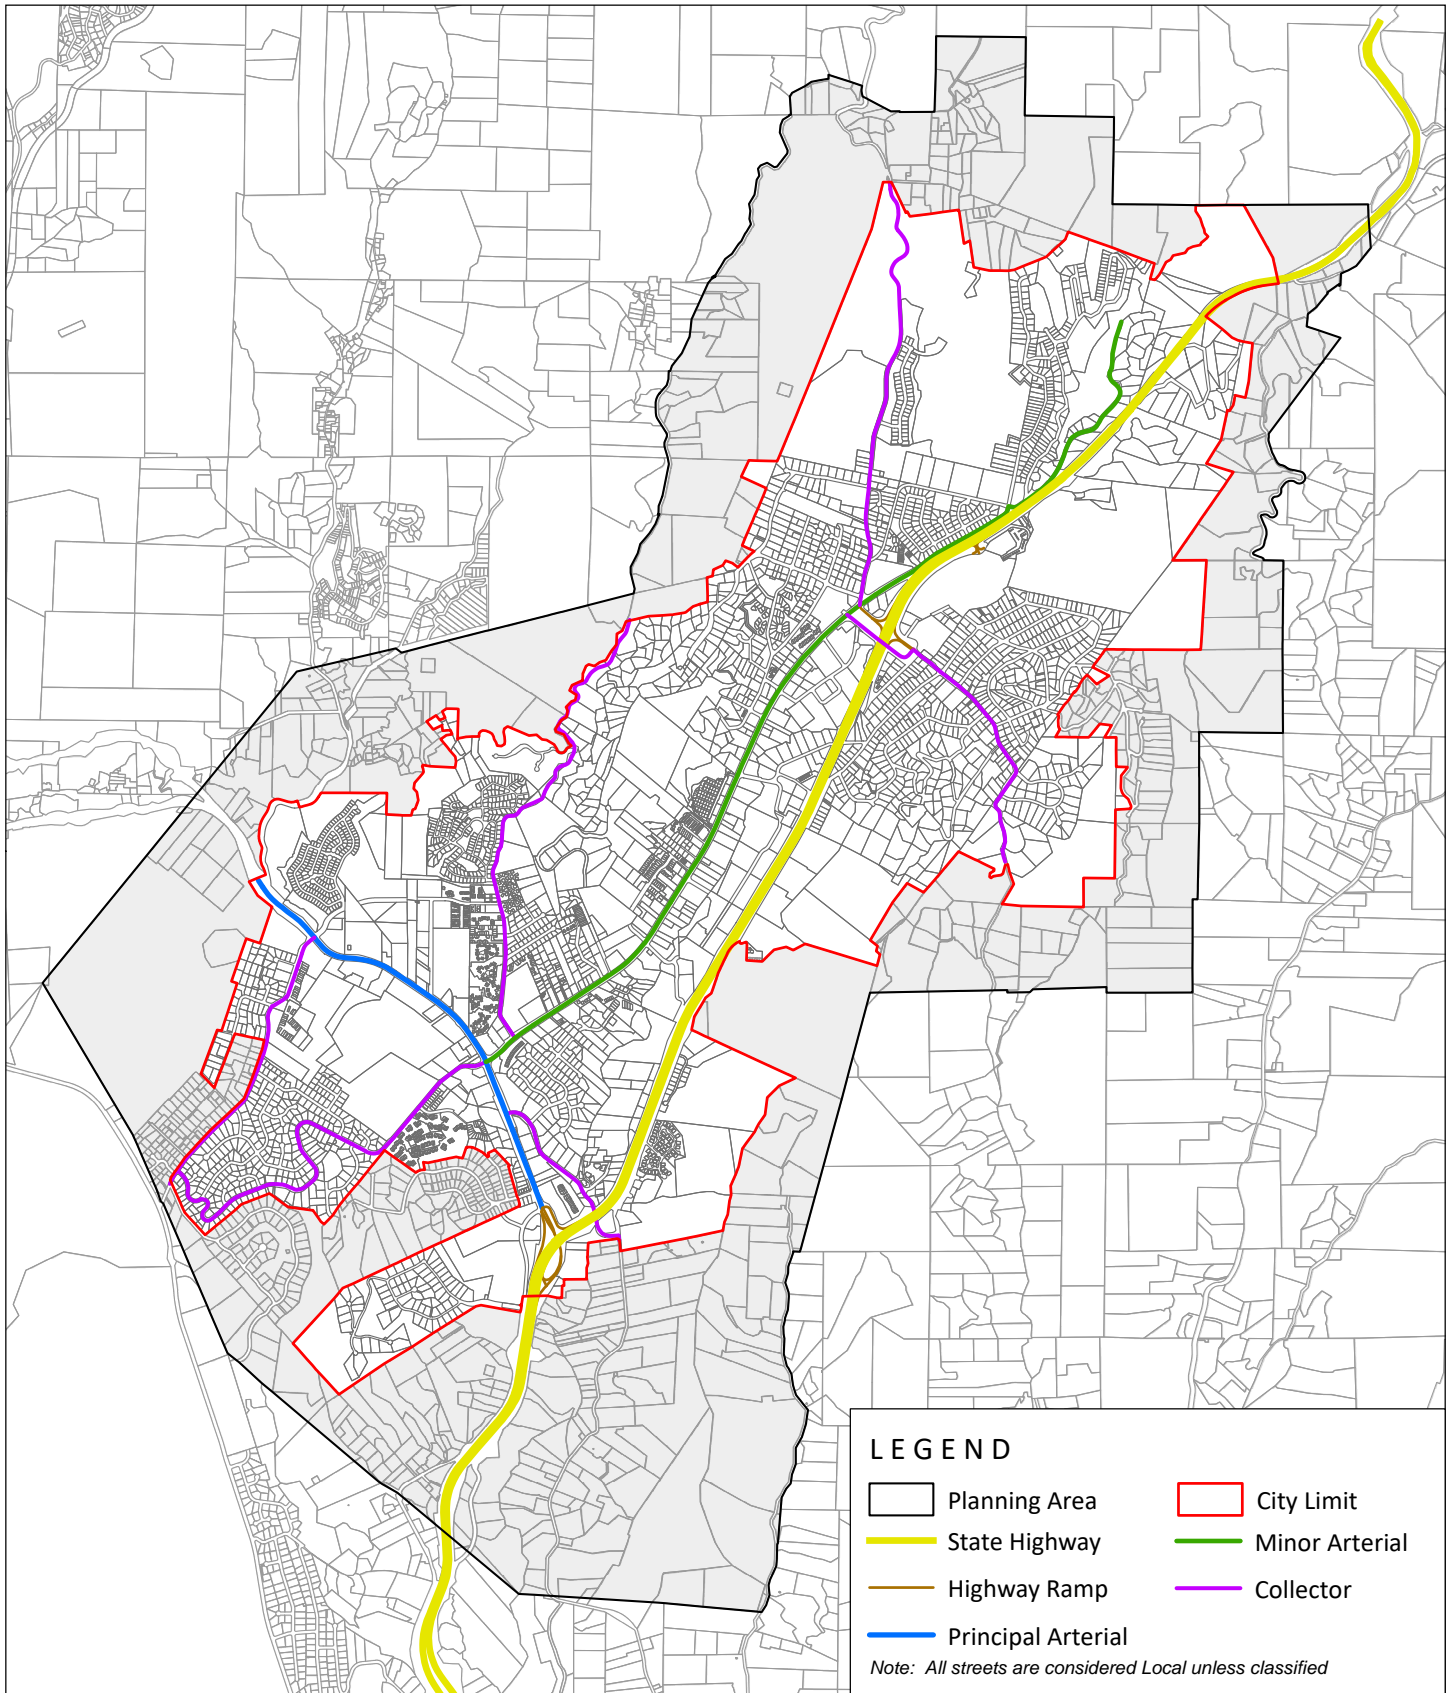 LEGEND
Planning Area
City Limit
State Highway
Minor Arterial
Highway Ramp
Collector
Principal Arterial
Note: All streets are considered Local unless classified